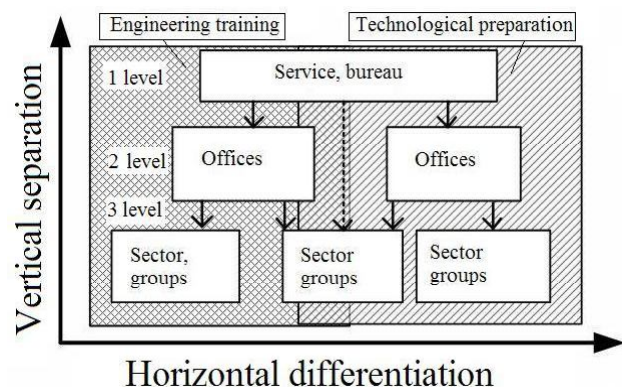 Engineering training
Technological preparation
1 level
Service, bureau
2 level
Offices
Offices
3 level
Sector,
groups
Sector
groups
Sector
groups
Vertical separation
Horizontal differentiation